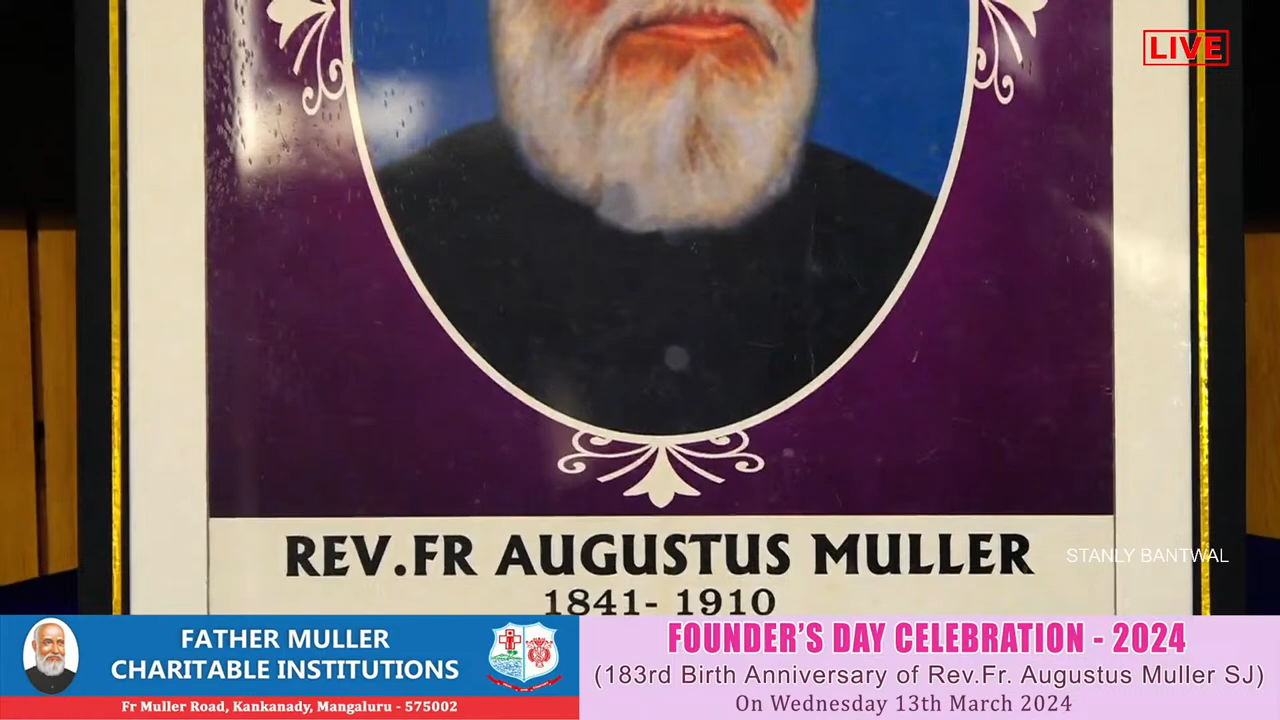 LIVE
REV.FR AUGUSTUS MULLER
STANLY BANTWAL
1841- 1910
FATHER MULLER
CHARITABLE INSTITUTIONS
Fr Muller Road, Kankanady, Mangaluru - 575002
FOUNDER'S DAY CELEBRATION - 2024
(183rd Birth Anniversary of Rev.Fr. Augustus Muller SJ)
On Wednesday 13th March 2024